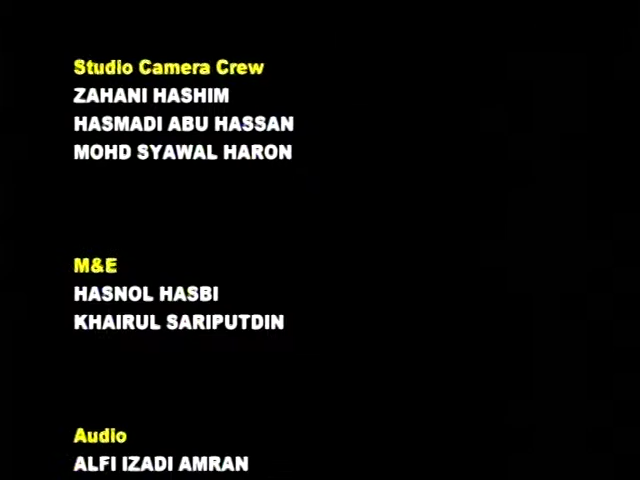 Studio Camera Crew
ZAHANI HASHIM
HASMADI ABU HASSAN
MOHD SYAWAL HARON
M&E
HASNOL HASBI
KHAIRUL SARIPUTDIN
Audio
ALFI IZADI AMRAN